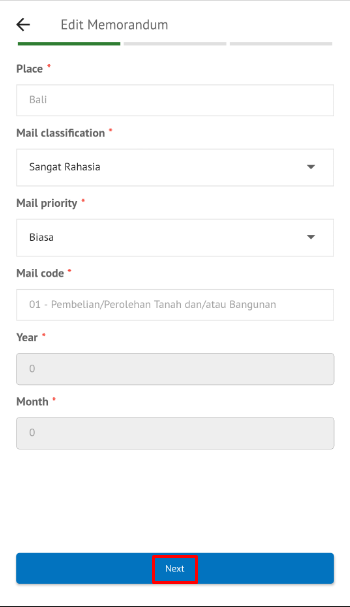 Edit Memorandum
Place *
Bali
Mail classification *
Sangat Rahasia
Mail priority *
Biasa
Mail code *
01 - Pembelian/Perolehan Tanah dan/atau Bangunan
Year *
0
Month *
0
Next